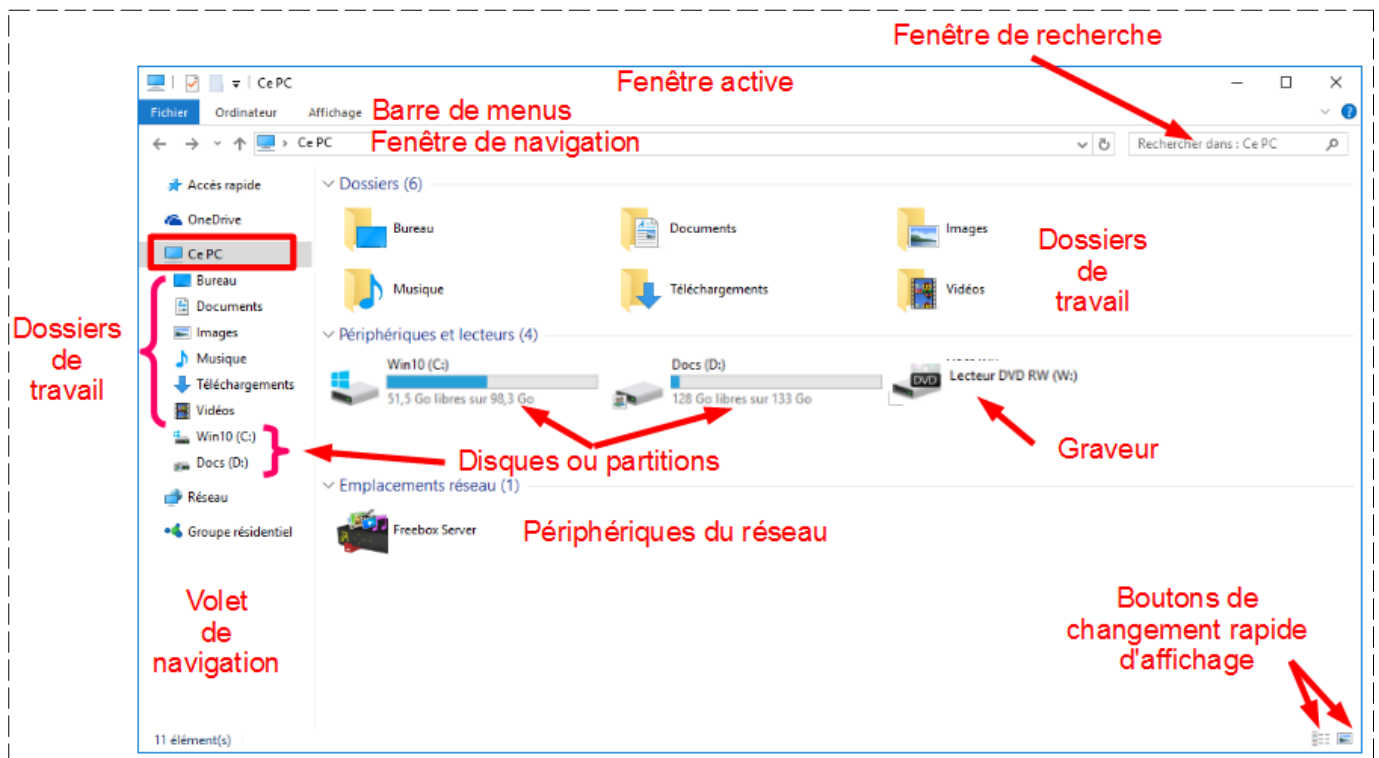 Fenêtre de recherche
Ce PC
Fenêtre active
Fichier Ordinateur Affichage Barre de menus
Ce PC Fenêtre de navigation Rechercher dans : Ce PC
Accès rapide
OneDrive
Ce PC
Bureau
Documents
Images
Musique
Téléchargements
Vidéos
Win10 (C:)
Docs (D:)
Réseau
Groupe résidentiel
Dossiers
de
travail
Volet
de
navigation
Dossiers (6)
Bureau Documents Images
Musique Téléchargements Vidéos
Dossiers
de
travail
Périphériques et lecteurs (4)
Win10 (C:)
51,5 Go libres sur 98,3 Go
Docs (D:)
128 Go libres sur 133 Go
DVD
Lecteur DVD RW (W:)
Disques ou partitions
Graveur
Emplacements réseau (1)
Freebox Server
Périphériques du réseau
Boutons de
changement rapide
d'affichage
11 élément(s)